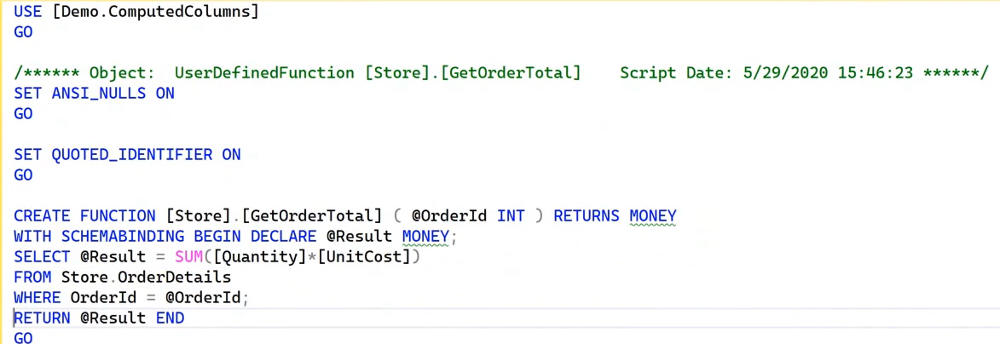 USE [Demo.ComputedColumns]
GO
/****** Object:  UserDefinedFunction [Store].[GetOrderTotal]    Script Date: 5/29/2020 15:46:23 ******/
SET ANSI_NULLS ON
GO
SET QUOTED_IDENTIFIER ON
GO
CREATE FUNCTION [Store].[GetOrderTotal] ( @OrderId INT ) RETURNS MONEY
WITH SCHEMABINDING BEGIN DECLARE @Result MONEY;
SELECT @Result = SUM([Quantity]*[UnitCost])
FROM Store.OrderDetails
WHERE OrderId = @OrderId;
RETURN @Result END
GO